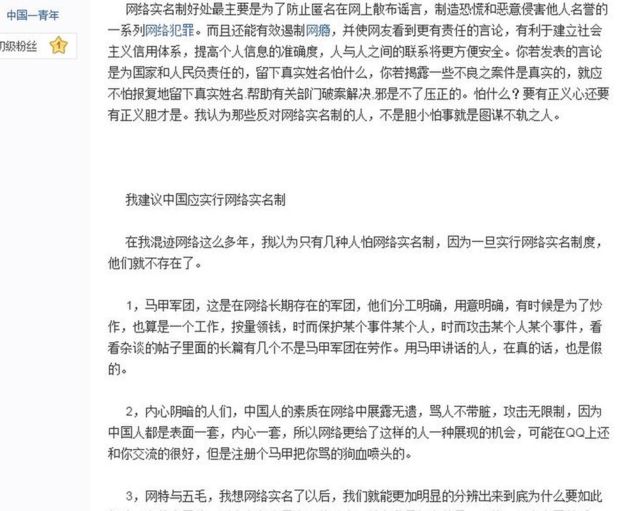 中国一青年
初级粉丝
1
网络实名制好处最主要是为了防止匿名在网上散布谣言，制造恐慌和恶意侵害他人名誉的
一系列网络犯罪。而且还能有效遏制网瘾，并使网友看到更有责任的言论，有利于建立社会
主义信用体系，提高个人信息的准确度，人与人之间的联系将更方便安全。你若发表的言论
是为国家和人民负责任的，留下真实姓名怕什么，你若揭露一些不良之案件是真实的，就应
不怕报复地留下真实姓名.帮助有关部门破案解决.邪是不了压正的。怕什么？要有正义心还要
有正义胆才是。我认为那些反对网络实名制的人，不是胆小怕事就是图谋不轨之人。
我建议中国应实行网络实名制
在我混迹网络这么多年，我以为只有几种人怕网络实名制，因为一旦实行网络实名制度，
他们就不存在了。
1，马甲军团，这是在网络长期存在的军团，他们分工明确，用意明确，有时候是为了炒
作，也算是一个工作，按量领钱，时而保护某个事件某个人，时而攻击某个人某个事件，看
看杂谈的帖子里面的长篇有几个不是马甲军团在劳作。用马甲讲话的人，在真的话，也是假
的。
2，内心阴暗的人们，中国人的素质在网络中展露无遗，骂人不带脏，攻击无限制，因为
中国人都是表面一套，内心一套，所以网络更给了这样的人一种展现的机会，可能在QQ上还
和你交流的很好，但是注册个马甲把你骂的狗血喷头的。
3，网特与五毛，我想网络实名了以后，我们就能更加明显的分辨出来到底为什么要如此